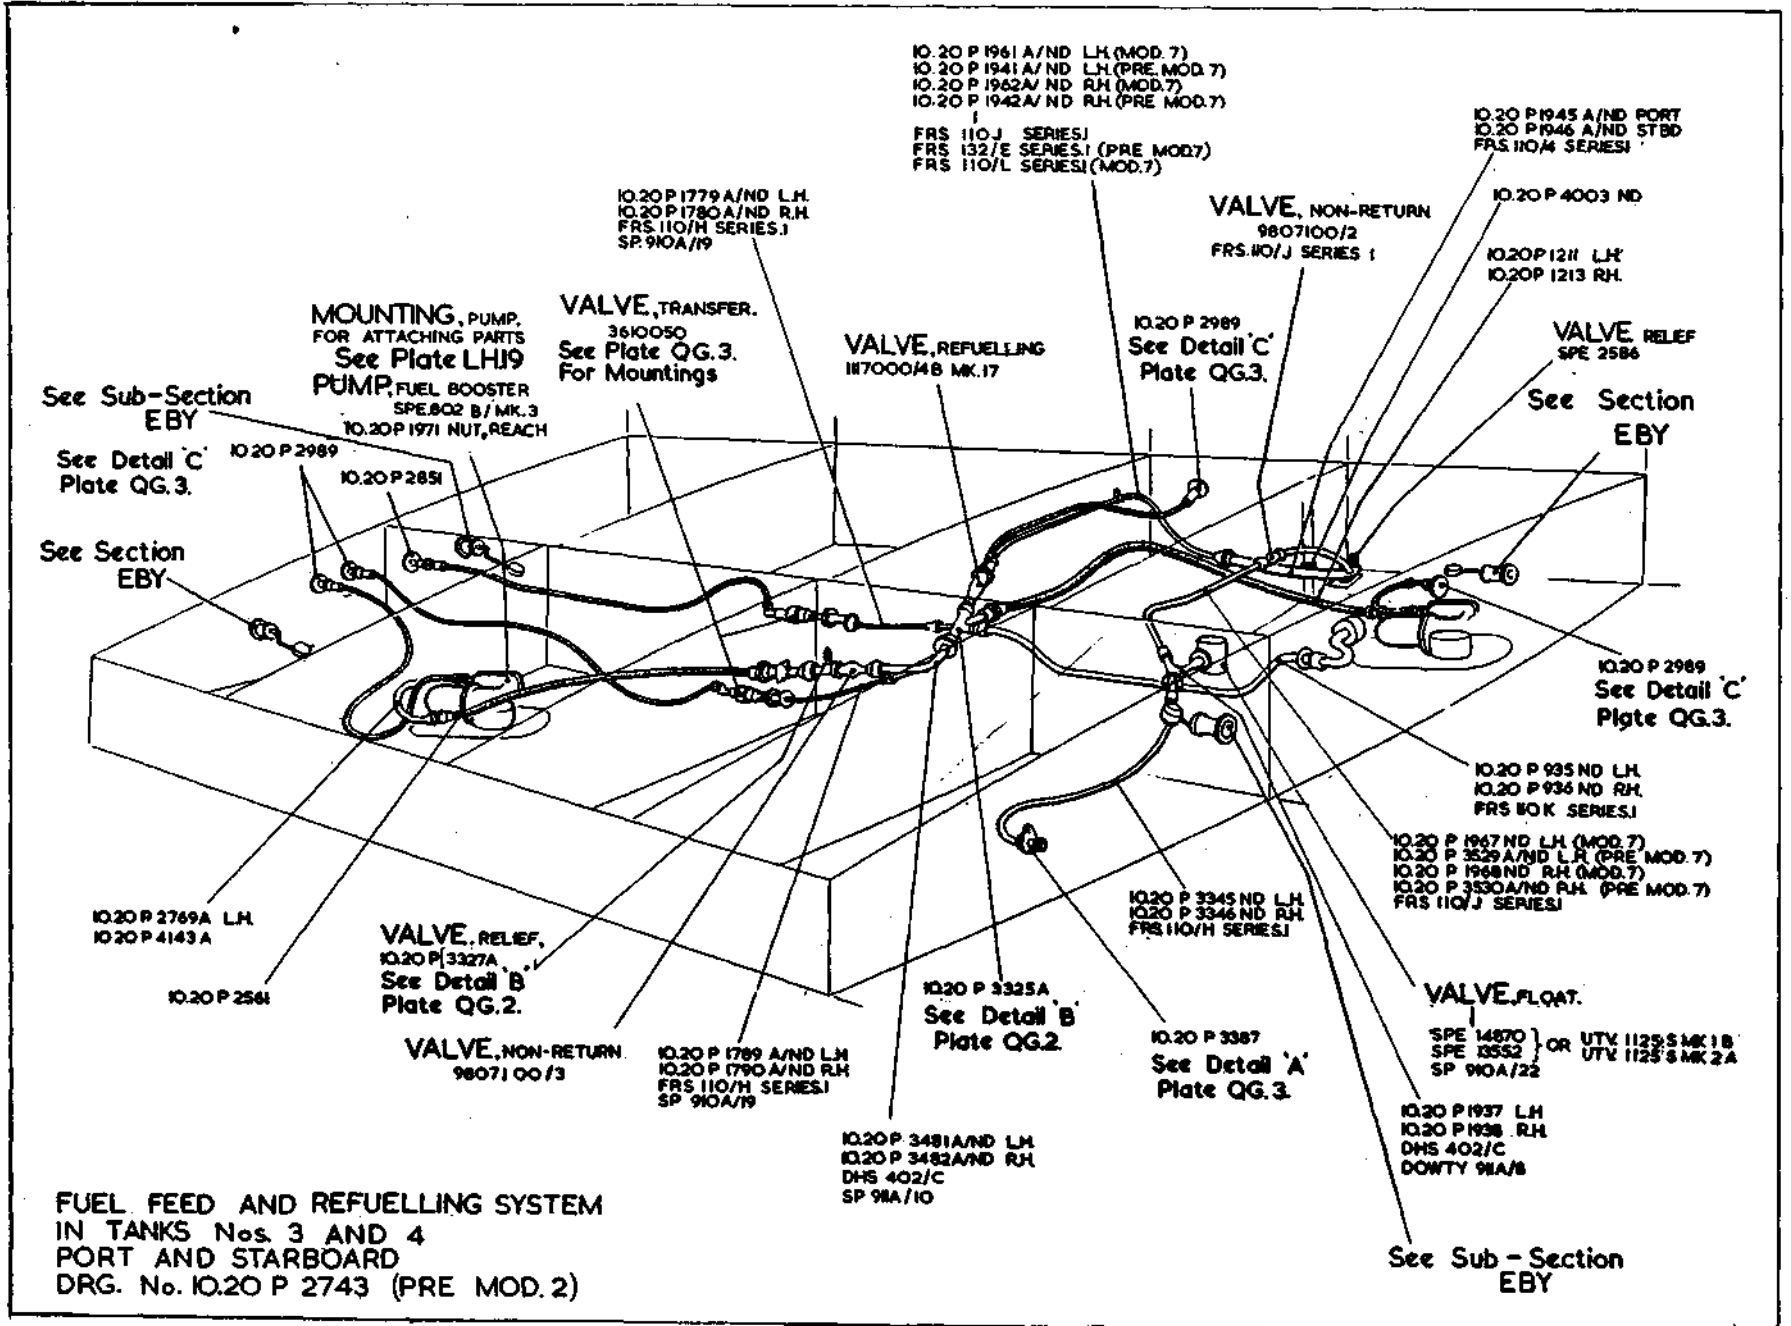 10.20 P 1961 A/ND L.H. (MOD. 7)
10.20 P 1941 A/ND L.H. (PRE. MOD. 7)
10.20 P 1962A/ ND R.H. (MOD. 7)
10.20 P 1942A/ ND R.H. (PRE MOD. 7)
FRS 110J SERIES.1
FRS 132/E SERIES.1 (PRE MOD.7)
FRS 110/L SERIES.1 (MOD. 7)
10.20 P 1945 A/ND PORT
10.20 P 1946 A/ND STBD
10.20 P 4003 ND
10.20P 1211 L.H.
10.20P 1213 R.H.
VALVE, RELIEF
SPE 2586
See Section
EBY
VALVE, NON-RETURN
9807100/2
FRS.110/J SERIES 1
10.20 P 1779 A/ND L.H.
10.20 P 1780 A/ND R.H.
FRS. 110/H SERIES.1
SP. 910A/19
10.20 P 2989
See Detail 'C'
Plate QG.3.
VALVE, REFUELLING
MK.17
VALVE, TRANSFER.
3610050
See Plate QG.3.
For Mountings
MOUNTING, PUMP,
FOR ATTACHING PARTS
See Plate LH.19
PUMP, FUEL BOOSTER
SPE.802 B / MK.3
10.20P 1971 NUT, REACH
See Sub-Section
EBY
10.20 P 2989
See Detail 'C'
Plate QG.3.
10.20 P 2851
See Section
EBY
10.20 P 2989
See Detail 'C'
Plate QG.3.
10.20 P 935 ND L.H.
10.20 P 936 ND R.H.
FRS 110K SERIES.1
10.20 P 1967 ND L.H. (MOD. 7)
10.20 P 3529 A/ND L.H. (PRE MOD. 7)
10.20 P 1968 ND R.H. (MOD. 7)
10.20 P 3530A/ND R.H. (PRE MOD. 7)
FRS 110/J SERIES.1
10.20 P 3345 ND L.H.
10.20 P 3346 ND R.H.
FRS.110/H SERIES.1
10.20 P 2769A L.H.
10.20 P 4143 A
10.20 P 2561
VALVE, RELIEF,
10.20 P 3327A
See Detail 'B'
Plate QG.2.
VALVE, NON-RETURN
9807100/3
10.20 P 1789 A/ND L.H.
10.20 P 1790 A/ND R.H.
FRS 110/H SERIES.1
SP 910A/19
10.20 P 3325A
See Detail 'B'
Plate QG.2.
10.20 P 3387
See Detail 'A'
Plate QG.3.
VALVE, FLOAT.
SPE 14870
SPE 13552
OR UTV 1125 S MK 1 B
UTV 1125 S MK 2 A
SP 910A/22
10.20 P 1937 L.H
10.20 P 1938 R.H.
DHS 402/C
DOWTY 911A/8
10.20 P 3481A/ND L.H.
10.20 P 3482A/ND R.H.
DHS 402/C
SP 911A/10
See Sub-Section
EBY
FUEL FEED AND REFUELLING SYSTEM
IN TANKS Nos. 3 AND 4
PORT AND STARBOARD
DRG. No. 10.20 P 2743 (PRE MOD. 2)